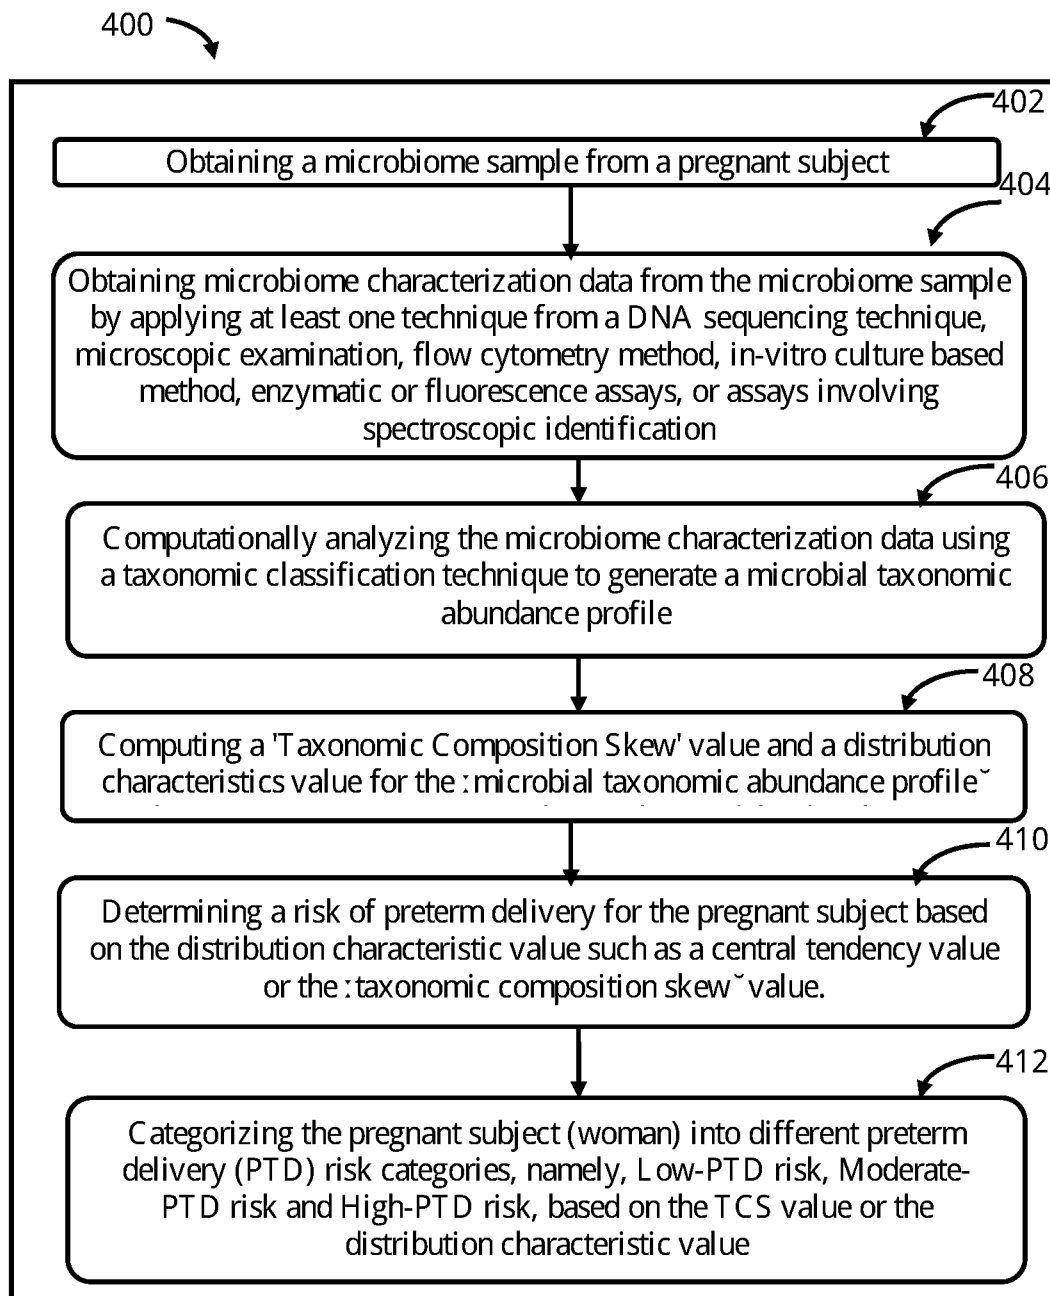 400
402
Obtaining a microbiome sample from a pregnant subject
404
Obtaining microbiome characterization data from the microbiome sample
by applying at least one technique from a DNA sequencing technique,
microscopic examination, flow cytometry method, in-vitro culture based
method, enzymatic or fluorescence assays, or assays involving
spectroscopic identification
406
Computationally analyzing the microbiome characterization data using
a taxonomic classification technique to generate a microbial taxonomic
abundance profile
408
Computing a 'Taxonomic Composition Skew' value and a distribution
characteristics value for the :microbial taxonomic abundance profile˘
410
Determining a risk of preterm delivery for the pregnant subject based
on the distribution characteristic value such as a central tendency value
or the :taxonomic composition skew˘ value.
412
Categorizing the pregnant subject (woman) into different preterm
delivery (PTD) risk categories, namely, Low-PTD risk, Moderate-
PTD risk and High-PTD risk, based on the TCS value or the
distribution characteristic value